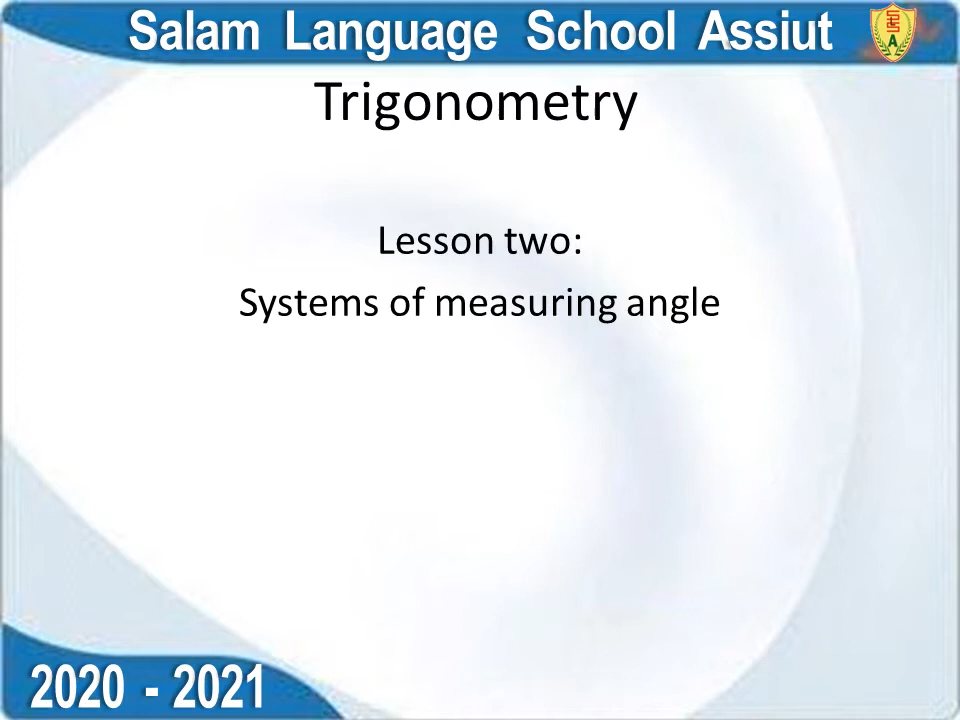 Salam Language School Assiut
Trigonometry
Lesson two:
Systems of measuring angle
2020 - 2021